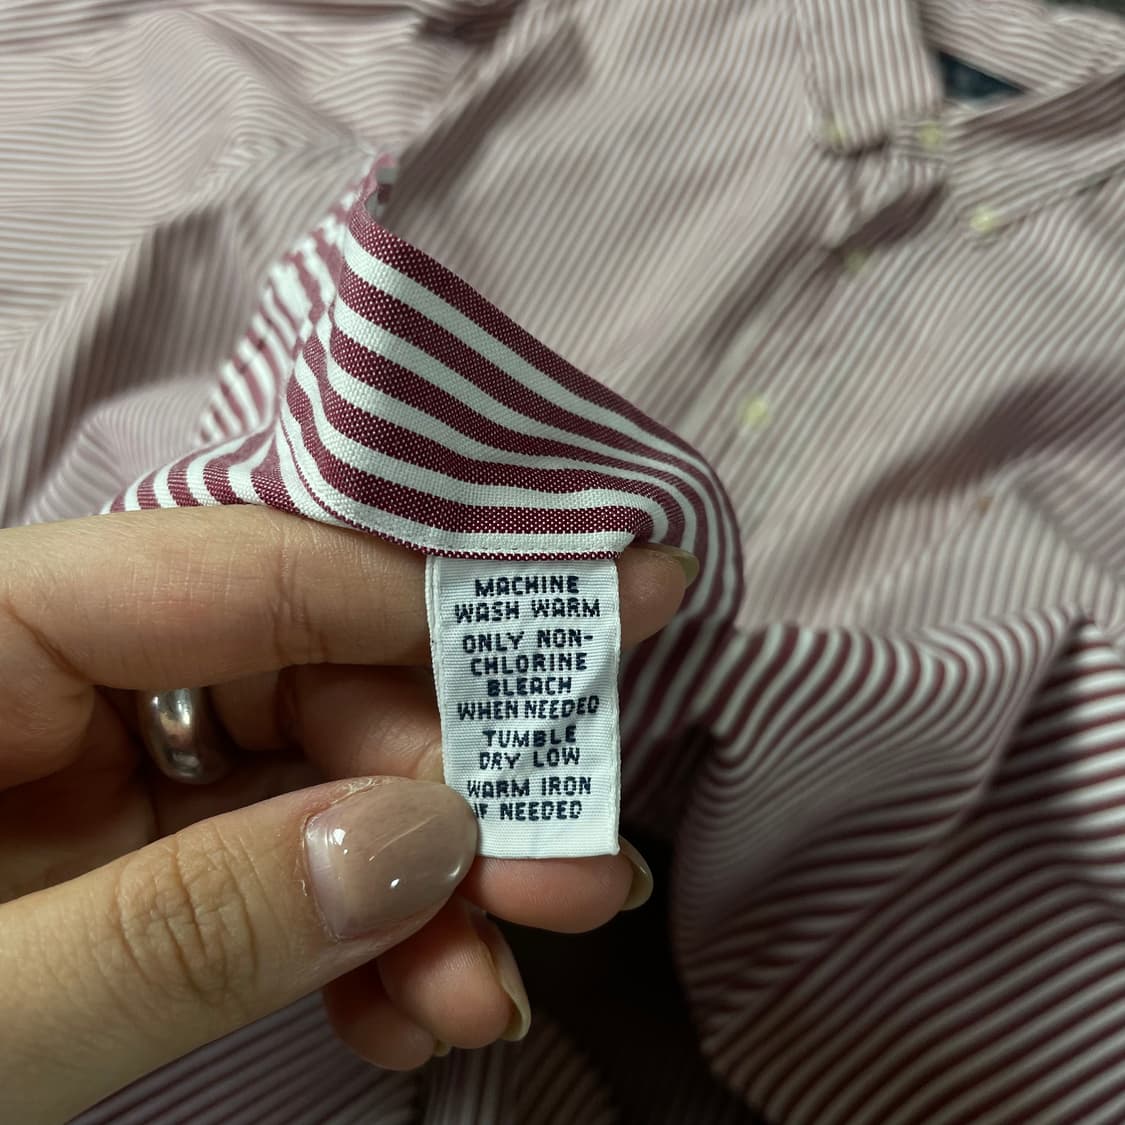 MACHINE
WASH WARM
ONLY NON-
CHLORINE
BLEACH
WHEN NEEDED
TUMBLE
DRY LOW
WARM IRON
IF NEEDED